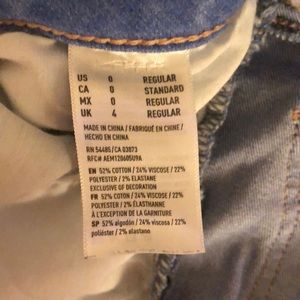 US 0 REGULAR
CA 0 STANDARD
MX 0 REGULAR
UK 4 REGULAR
MADE IN CHINA / FABRIQUÉ EN CHINE /
HECHO EN CHINA
RN 54485/CA 03873
RFC# AEM120605U9A
EN 52% COTTON / 24% VISCOSE / 22%
POLYESTER / 2% ELASTANE
EXCLUSIVE OF DECORATION
FR 52% COTON / 24% VISCOSE / 22%
POLYESTER / 2% ÉLASTHANNE
À L'EXCEPTION DE LA GARNITURE
SP 52% algodón / 24% viscosa / 22%
poliéster / 2% elastano